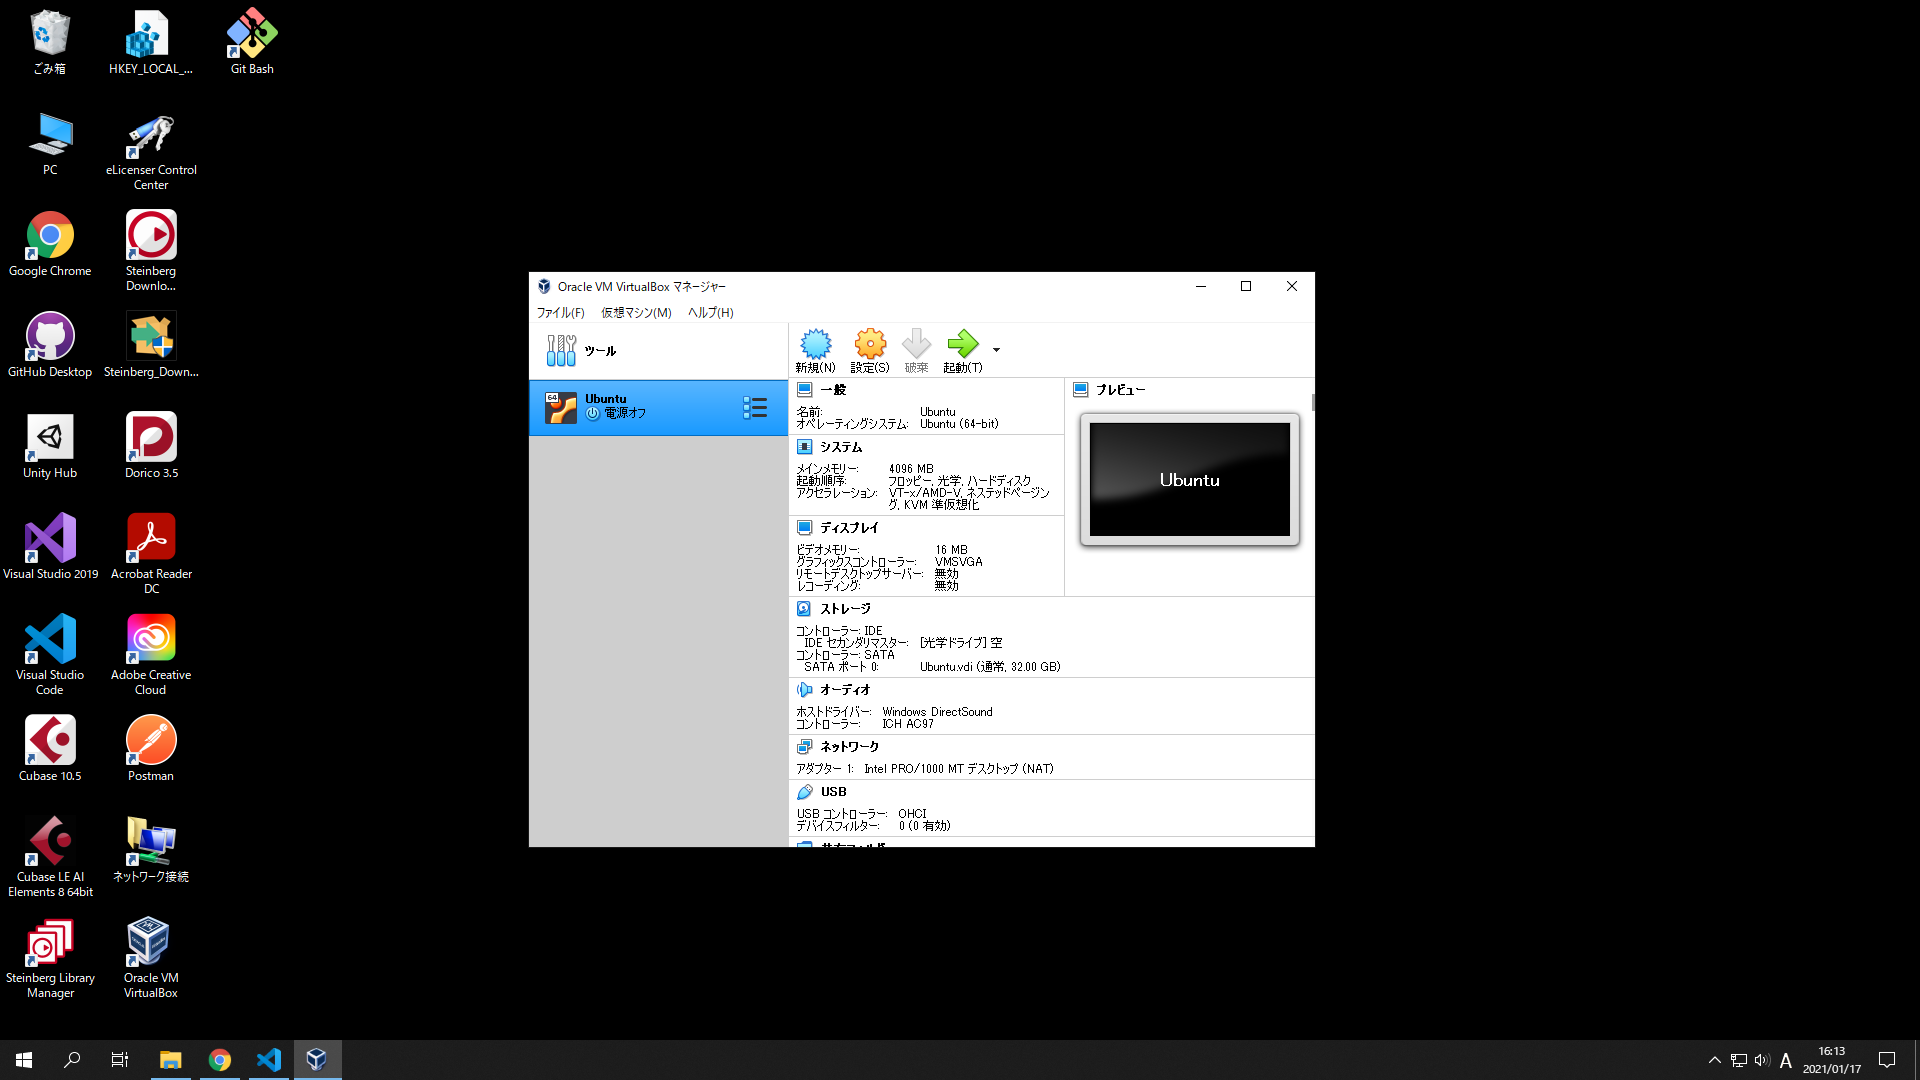 ごみ箱
HKEY_LOCAL_...
Git Bash
PC
eLicenser Control
Center
Google Chrome
Steinberg
Downlo...
GitHub Desktop
Steinberg_Down...
Unity Hub
Dorico 3.5
Visual Studio 2019
Acrobat Reader
DC
Visual Studio
Code
Adobe Creative
Cloud
Cubase 10.5
Postman
Cubase LE AI
Elements 8 64bit
ネットワーク接続
Steinberg Library
Manager
Oracle VM
VirtualBox
Oracle VM VirtualBox マネージャー
ファイル(F) 仮想マシン(M) ヘルプ(H)
ツール
新規(N) 設定(S) 破棄 起動(T)
64
Ubuntu
電源オフ
一般
名前: Ubuntu
オペレーティングシステム: Ubuntu (64-bit)
システム
メインメモリー: 4096 MB
起動順序: フロッピー, 光学, ハードディスク
アクセラレーション: VT-x/AMD-V, ネステッドページン
グ, KVM 準仮想化
ディスプレイ
ビデオメモリー: 16 MB
グラフィックスコントローラー: VMSVGA
リモートデスクトップサーバー: 無効
レコーディング: 無効
プレビュー
Ubuntu
ストレージ
コントローラー: IDE
IDE セカンダリマスター: [光学ドライブ] 空
コントローラー: SATA
SATA ポート 0: Ubuntu.vdi (通常, 32.00 GB)
オーディオ
ホストドライバー: Windows DirectSound
コントローラー: ICH AC97
ネットワーク
アダプター 1: Intel PRO/1000 MT デスクトップ (NAT)
USB
USB コントローラー: OHCI
デバイスフィルター: 0 (0 有効)
A
16:13
2021/01/17